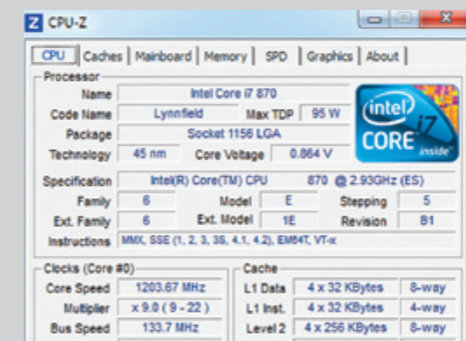 CPU-Z
CPU Caches Mainboard Memory SPD Graphics About
Processor
Name Intel Core i7 870
Code Name Lynnfield Max TDP 95 W
Package Socket 1156 LGA
Technology 45 nm Core Voltage 0.864 V
intel CORE i7 inside
Specification Intel(R) Core(TM) CPU 870 @ 2.93GHz (ES)
Family 6 Model E Stepping 5
Ext. Family 6 Ext. Model 1E Revision B1
Instructions MMX, SSE (1, 2, 3, 3S, 4.1, 4.2), EM64T, VT-x
Clocks (Core #0) Cache
Core Speed 1203.67 MHz L1 Data 4 x 32 KBytes 8-way
Multiplier x 9.0 ( 9 - 22 ) L1 Inst. 4 x 32 KBytes 4-way
Bus Speed 133.7 MHz Level 2 4 x 256 KBytes 8-way